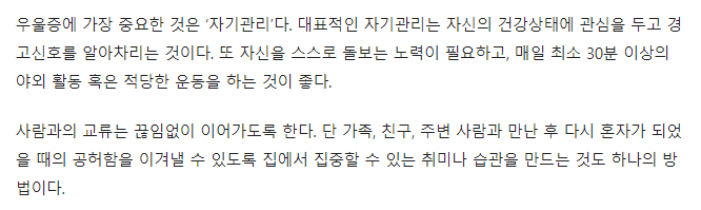 우울증에 가장 중요한 것은 '자기관리'다. 대표적인 자기관리는 자신의 건강상태에 관심을 두고 경
고신호를 알아차리는 것이다. 또 자신을 스스로 돌보는 노력이 필요하고, 매일 최소 30분 이상의
야외 활동 혹은 적당한 운동을 하는 것이 좋다.
사람과의 교류는 끊임없이 이어가도록 한다. 단 가족, 친구, 주변 사람과 만난 후 다시 혼자가 되었
을 때의 공허함을 이겨낼 수 있도록 집에서 집중할 수 있는 취미나 습관을 만드는 것도 하나의 방
법이다.